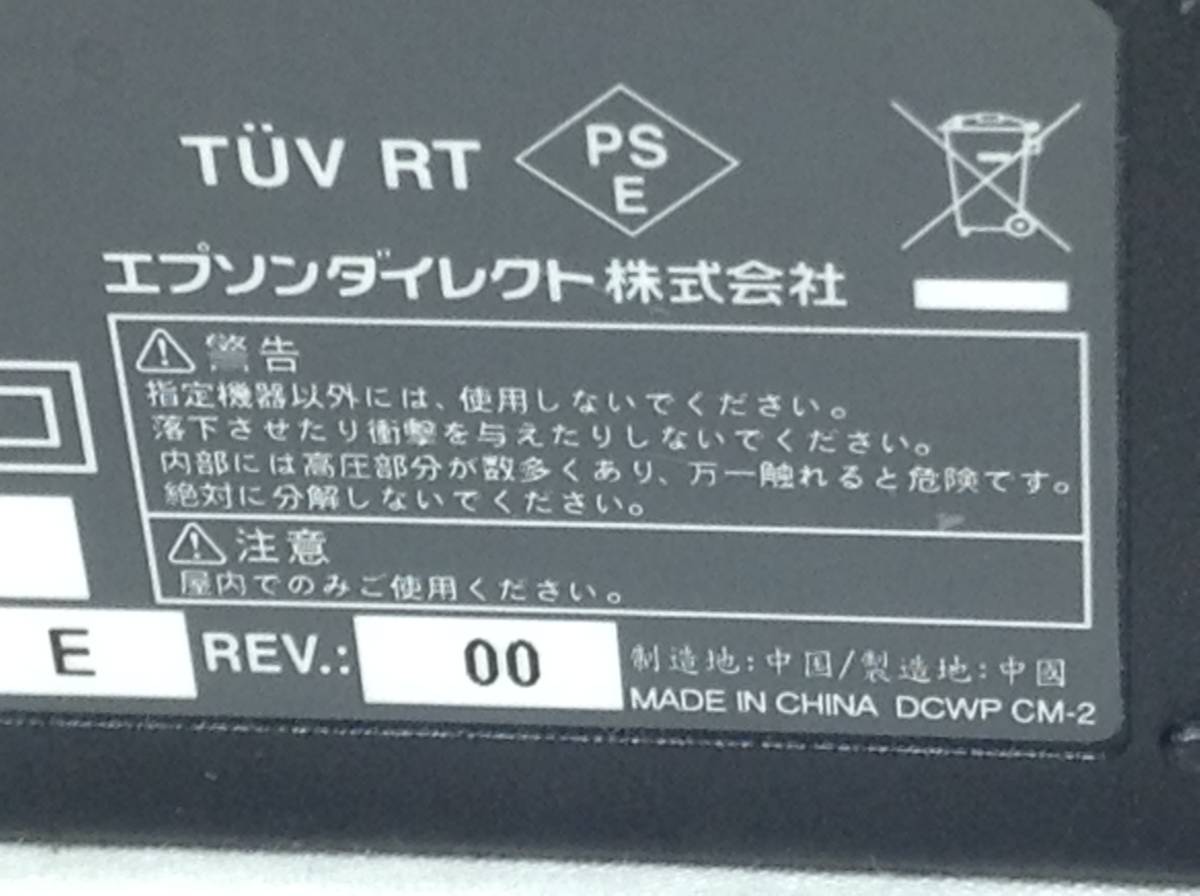 TÜV RT
PS
E
エプソンダイレクト株式会社
警告
指定機器以外には、使用しないでください。
落下させたり衝撃を与えたりしないでください。
内部には高圧部分が数多くあり、万一触れると危険です。
絶対に分解しないでください。
注意
屋内でのみご使用ください。
E REV.: 00
制造地:中国/製造地:中國
MADE IN CHINA DCWP CM-2